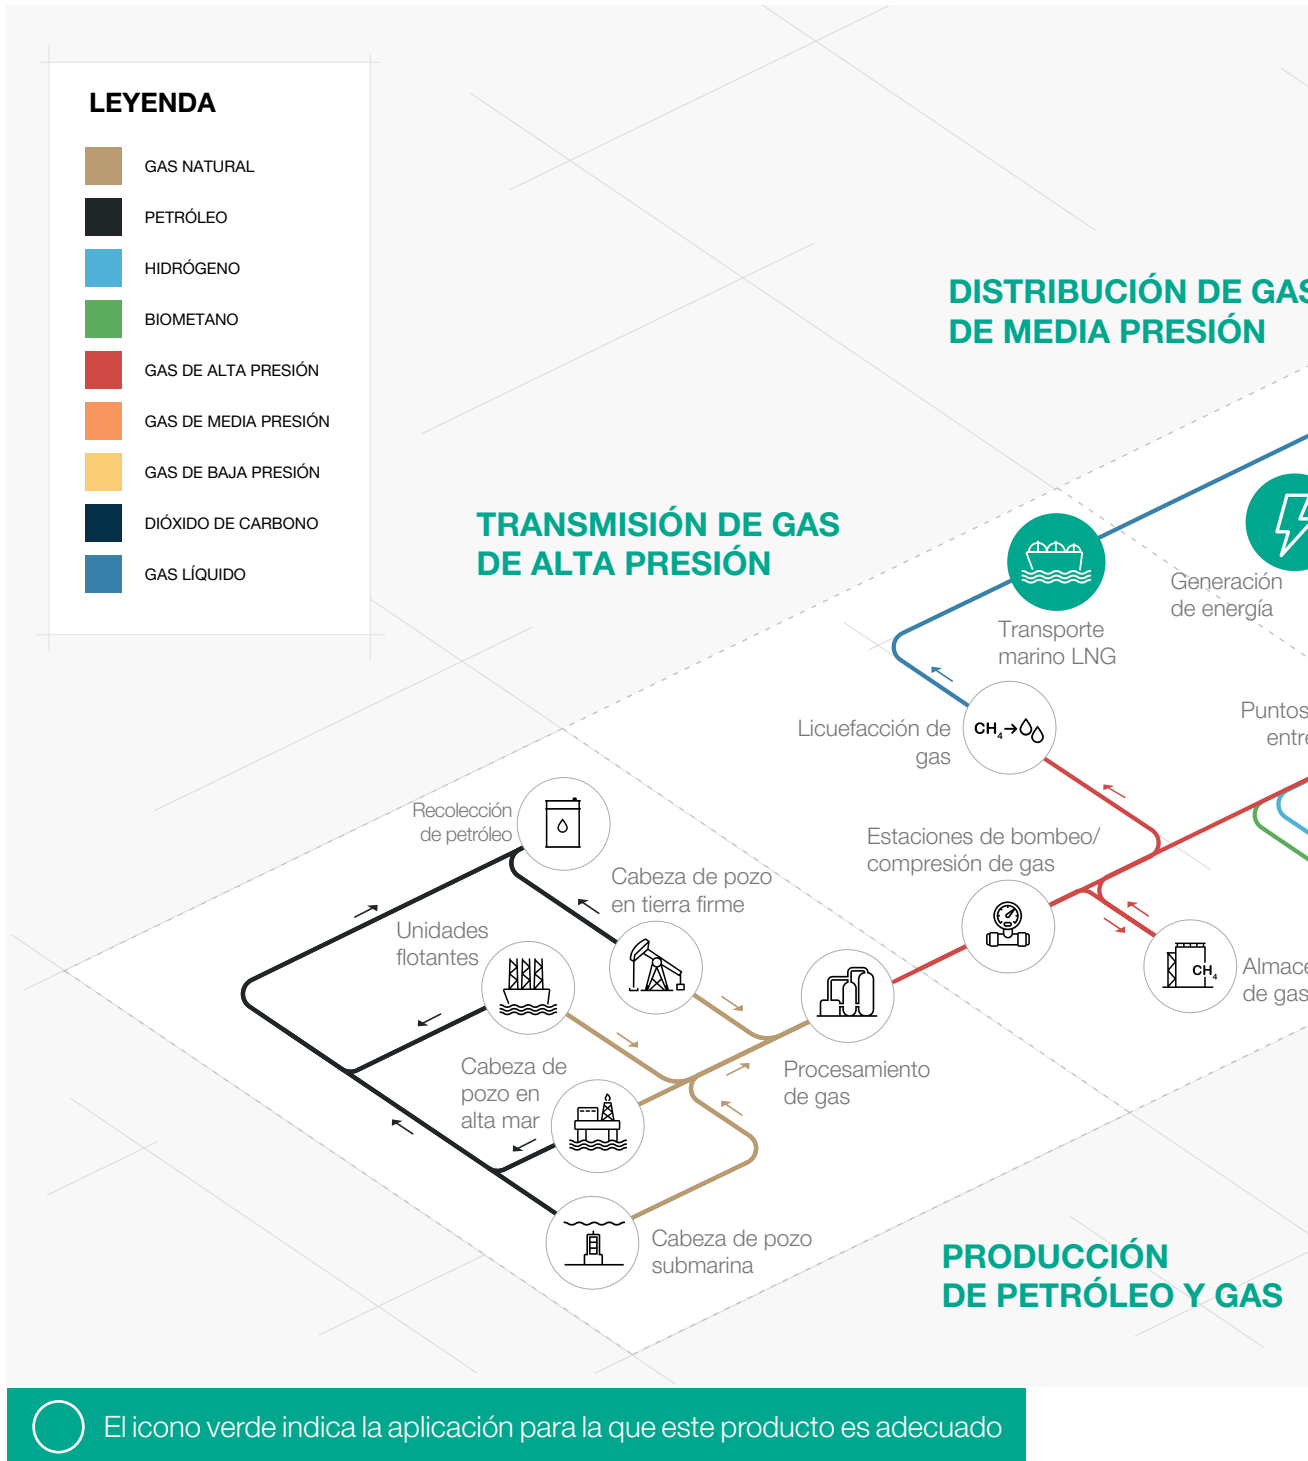 LEYENDA
GAS NATURAL
PETRÓLEO
HIDRÓGENO
BIOMETANO
GAS DE ALTA PRESIÓN
GAS DE MEDIA PRESIÓN
GAS DE BAJA PRESIÓN
DIÓXIDO DE CARBONO
GAS LÍQUIDO
DISTRIBUCIÓN DE GAS
DE MEDIA PRESIÓN
TRANSMISIÓN DE GAS
DE ALTA PRESIÓN
Generación
de energía
Transporte
marino LNG
Puntos
entre
Licuefacción de
gas
CH4→
Recolección
de petróleo
Estaciones de bombeo/
compresión de gas
Cabeza de pozo
en tierra firme
Unidades
flotantes
CH4
Almace
de gas
Cabeza de
pozo en
alta mar
Procesamiento
de gas
Cabeza de pozo
submarina
PRODUCCIÓN
DE PETRÓLEO Y GAS
El icono verde indica la aplicación para la que este producto es adecuado